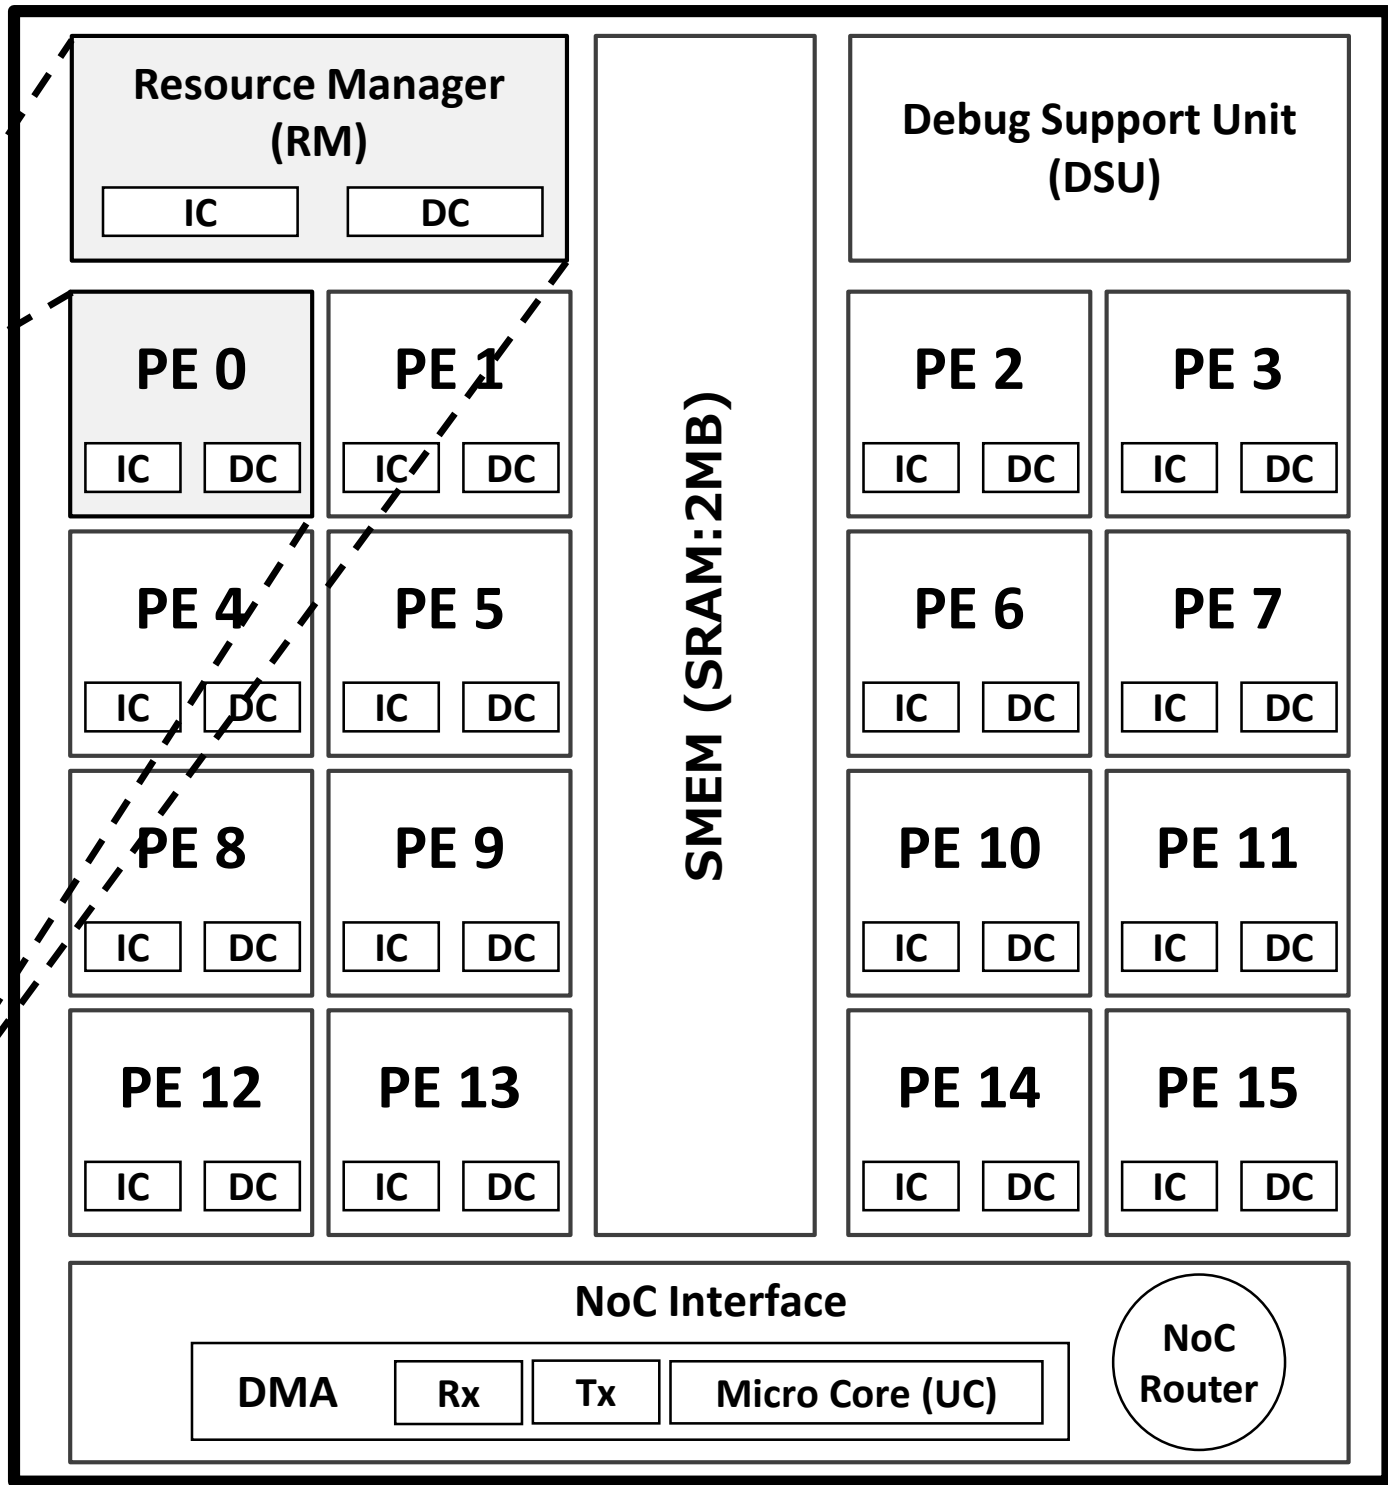 Resource Manager
(RM)
IC DC
Debug Support Unit
(DSU)
PE 0
IC DC
PE 1
IC DC
SMEM (SRAM:2MB)
PE 2
IC DC
PE 3
IC DC
PE 4
IC DC
PE 5
IC DC
PE 6
IC DC
PE 7
IC DC
PE 8
IC DC
PE 9
IC DC
PE 10
IC DC
PE 11
IC DC
PE 12
IC DC
PE 13
IC DC
PE 14
IC DC
PE 15
IC DC
NoC Interface
DMA Rx Tx Micro Core (UC)
NoC
Router